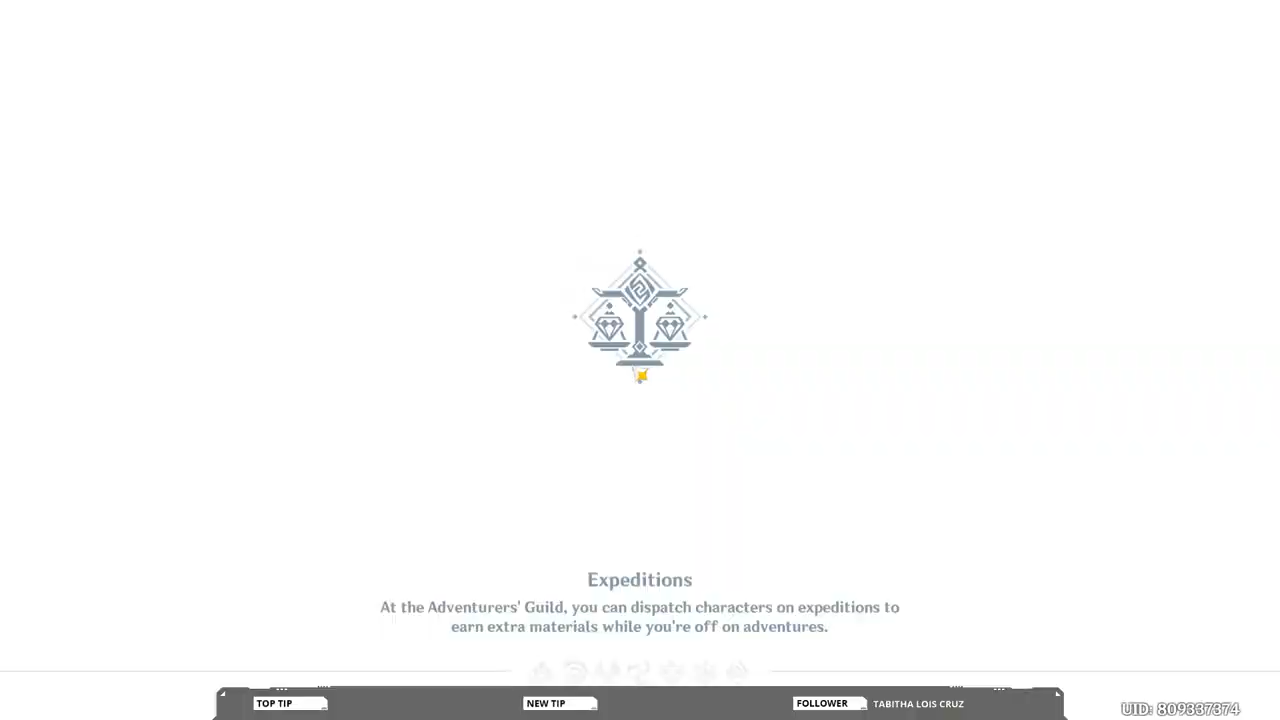 Expeditions
At the Adventurers' Guild, you can dispatch characters on expeditions to
earn extra materials while you're off on adventures.
TOP TIP
NEW TIP
FOLLOWER TABITHA LOIS CRUZ
UID: 809337374